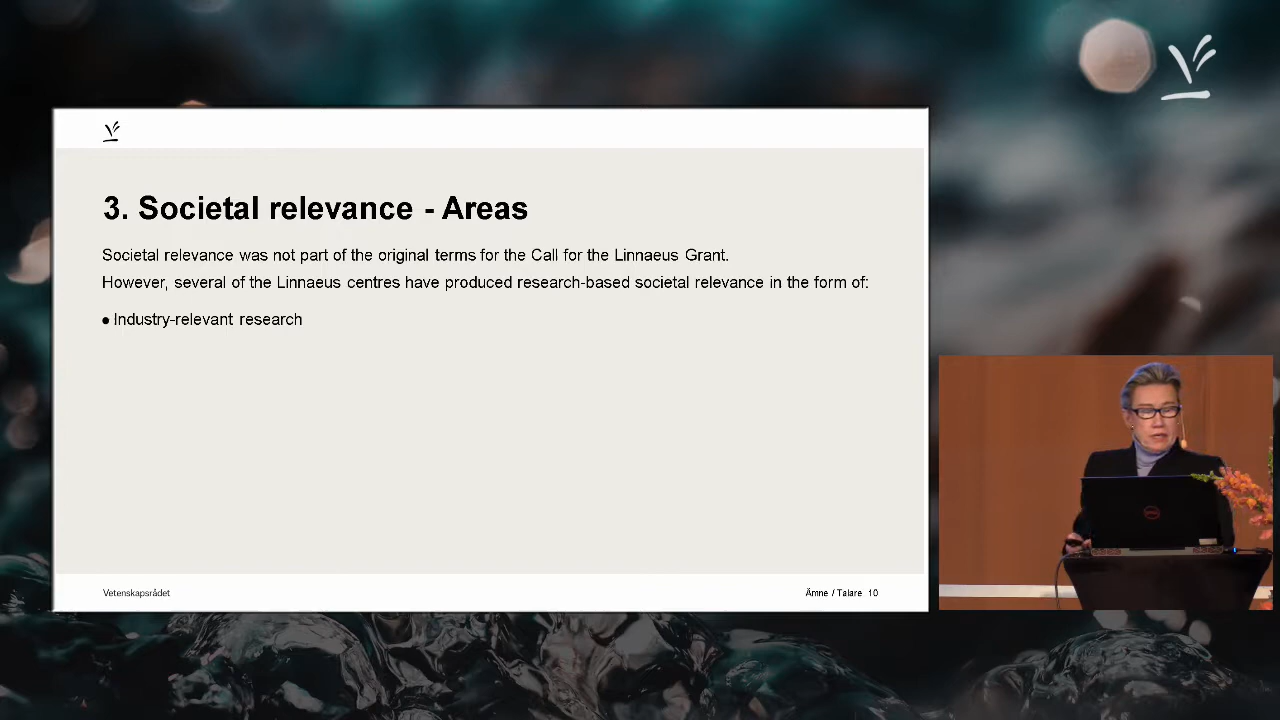 3. Societal relevance - Areas
Societal relevance was not part of the original terms for the Call for the Linnaeus Grant.
However, several of the Linnaeus centres have produced research-based societal relevance in the form of:
● Industry-relevant research
Vetenskapsrådet
Ämne / Talare 10
DELL